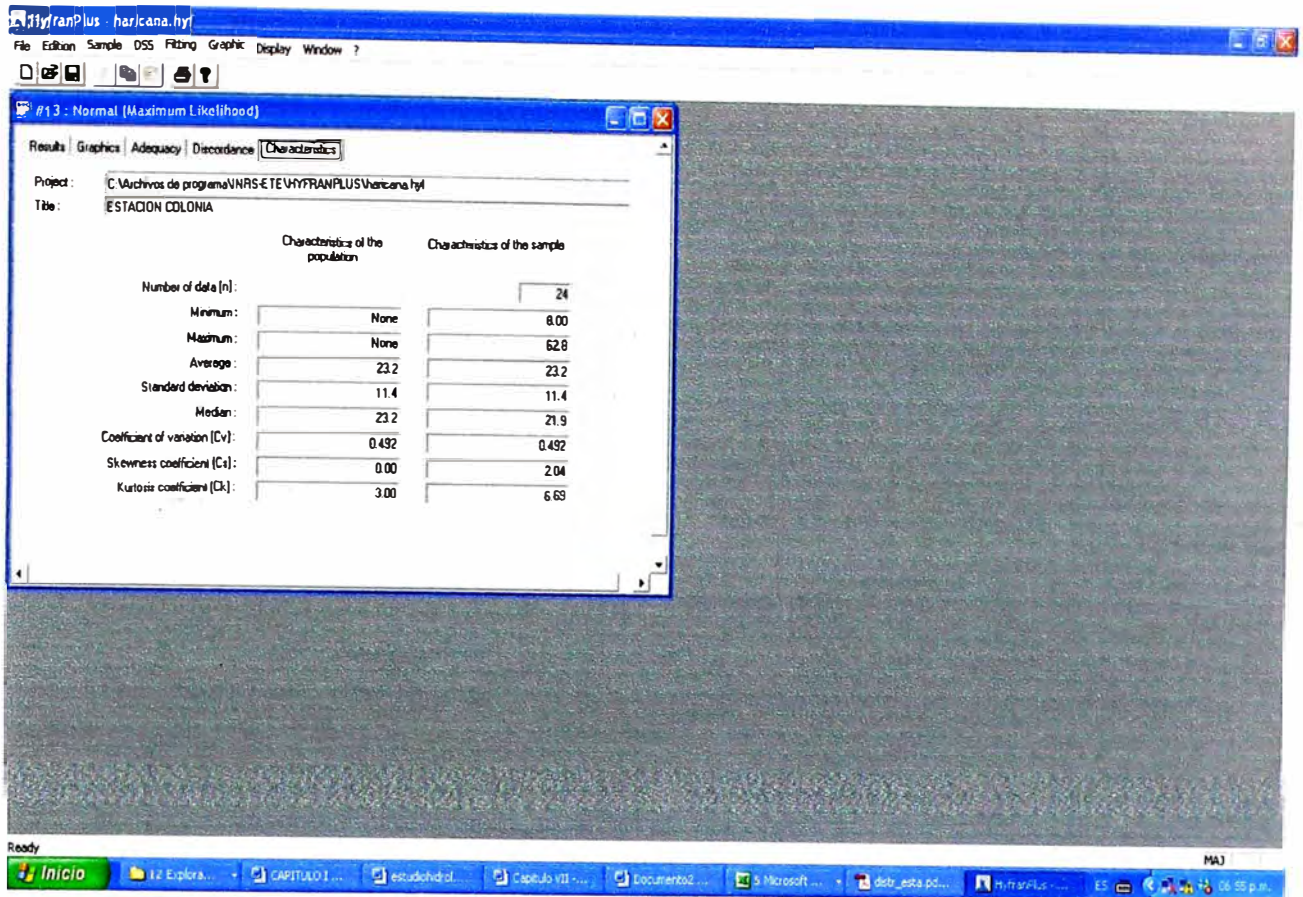 HyfranPlus - haricana.hyf
File Edition Sample DSS Fitting Graphic Display Window ?
#13 : Normal (Maximum Likelihood)
Results Graphics Adequacy Discordance Characteristics
Project : C:\Archivos de programa\INRS-ETE\HYFRANPLUS\haricana.hyf
Title : ESTACION COLONIA
Characteristics of the population Characteristics of the sample
Number of data (n) : 24
Minimum : None 8.00
Maximum : None 62.8
Average : 23.2 23.2
Standard deviation : 11.4 11.4
Median : 23.2 21.9
Coefficient of variation (Cv) : 0.492 0.492
Skewness coefficient (Cs) : 0.00 2.04
Kurtosis coefficient (Ck) : 3.00 6.69
Ready
MAJ
Inicio 12 Explora... CAPITULO I ... estudiohidrol... Capitulo VII -... Documento2 ... 5 Microsoft ... distr_esta.pd... HyfranPlus - ... ES 06:55 p.m.